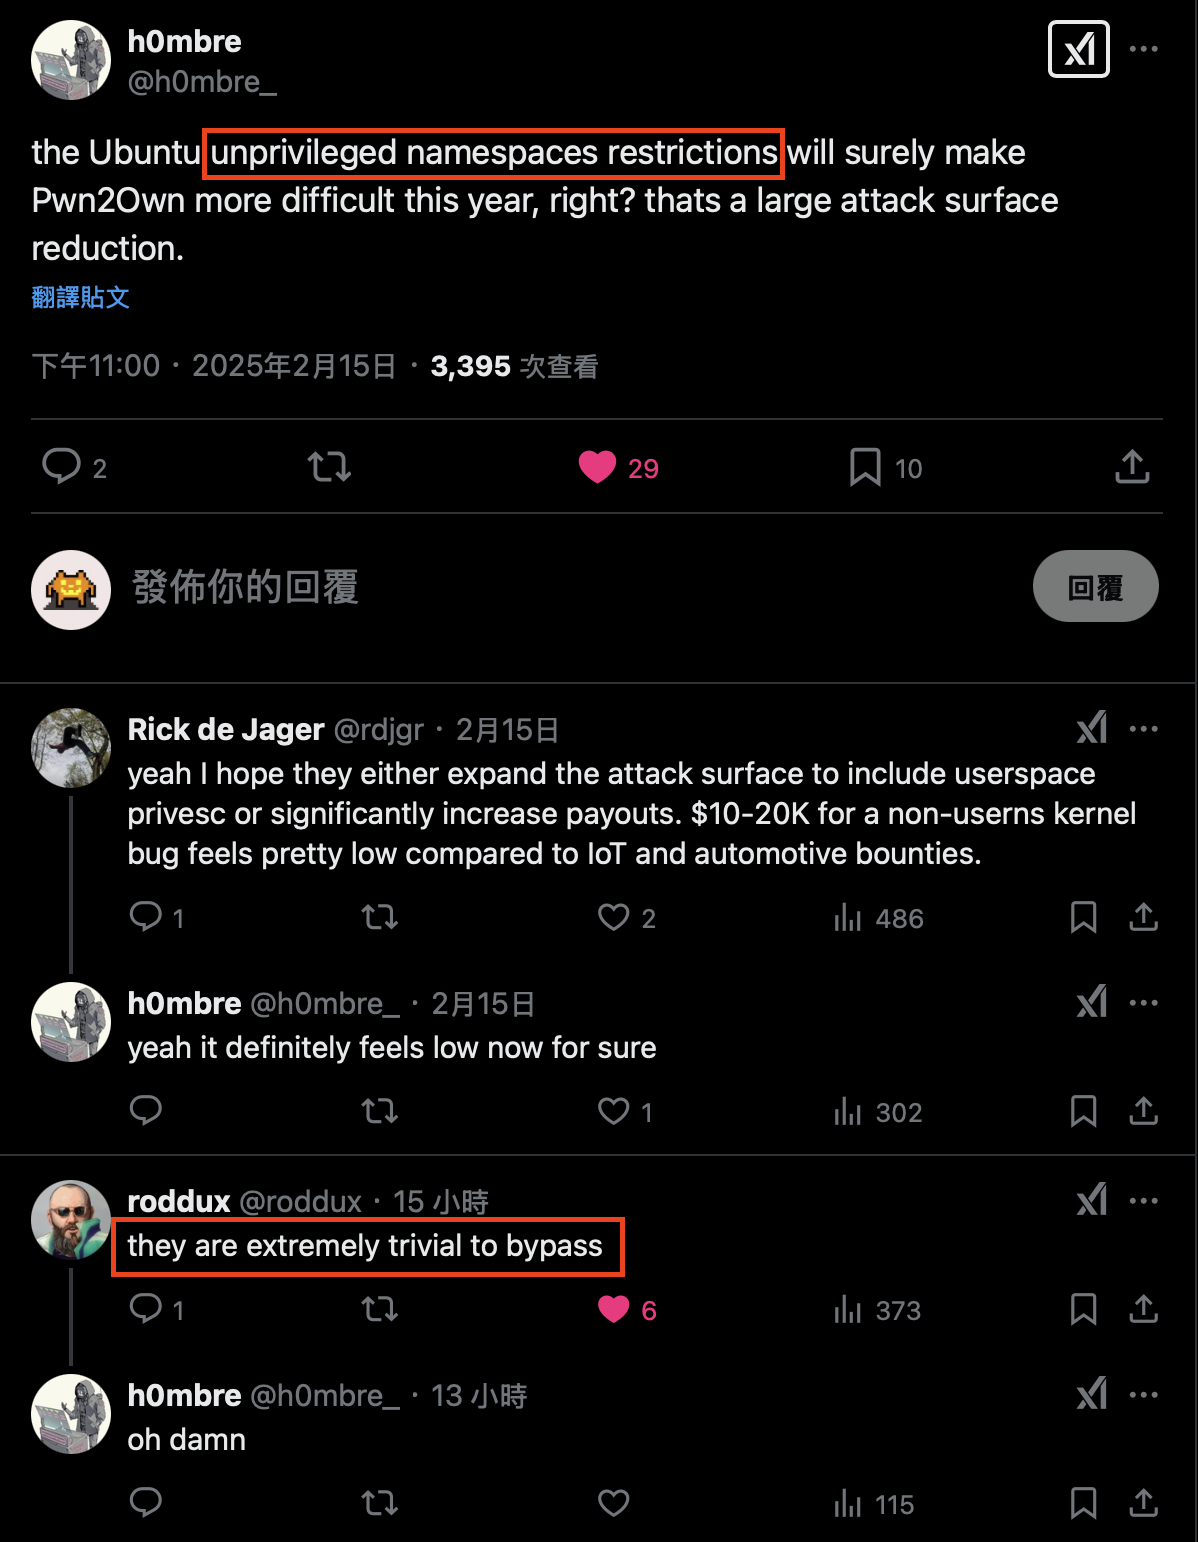 h0mbre
@h0mbre_
the Ubuntu unprivileged namespaces restrictions will surely make
Pwn2Own more difficult this year, right? thats a large attack surface
reduction.
翻譯貼文
下午11:00 · 2025年2月15日 · 3,395 次查看
2 29 10
發佈你的回覆 回覆
Rick de Jager @rdjgr · 2月15日
yeah I hope they either expand the attack surface to include userspace
privesc or significantly increase payouts. $10-20K for a non-userns kernel
bug feels pretty low compared to IoT and automotive bounties.
1 2 486
h0mbre @h0mbre_ · 2月15日
yeah it definitely feels low now for sure
1 302
roddux @roddux · 15 小時
they are extremely trivial to bypass
1 6 373
h0mbre @h0mbre_ · 13 小時
oh damn
115